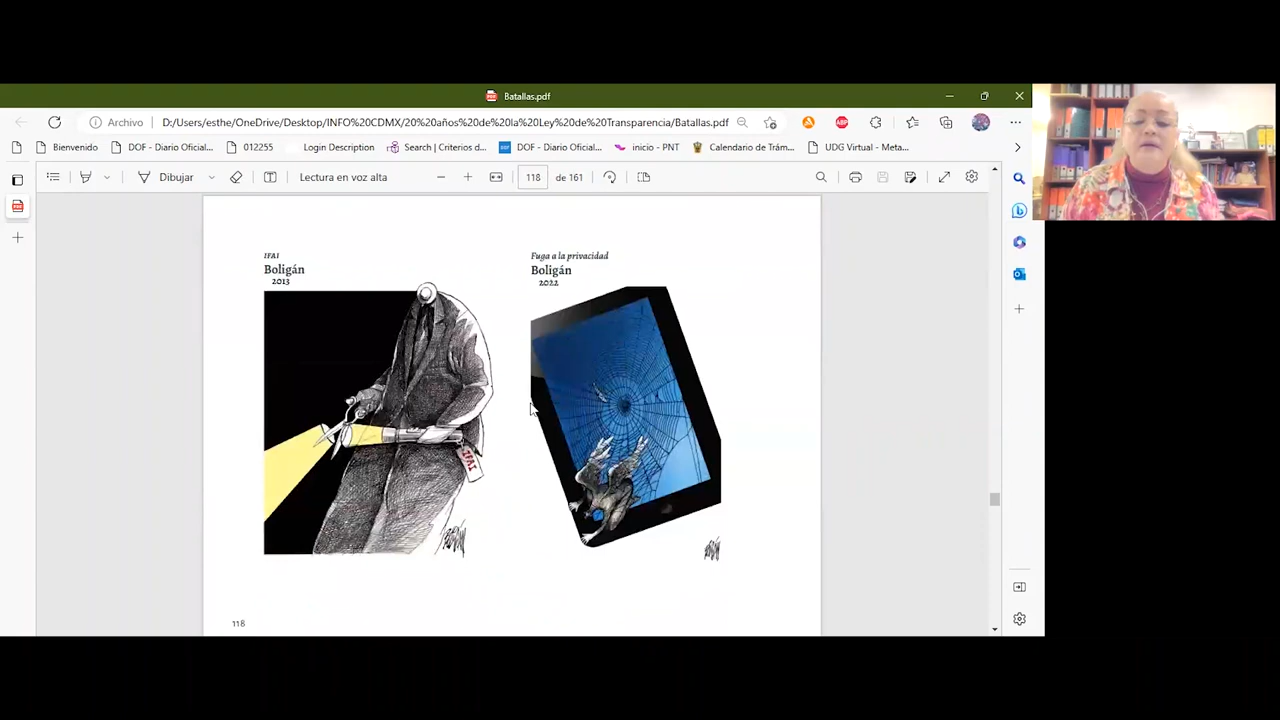 Batallas.pdf
Archivo D:/Users/esthe/OneDrive/Desktop/INFO%20CDMX/20%20años%20de%20la%20Ley%20de%20Transparencia/Batallas.pdf
Bienvenido DOF - Diario Oficial... 012255 Login Description Search | Criterios d... DOF - Diario Oficial... inicio - PNT Calendario de Trám... UDG Virtual - Meta...
Dibujar Lectura en voz alta 118 de 161
IFAI
Boligán
2013
Fuga a la privacidad
Boligán
2022
IFAI
118